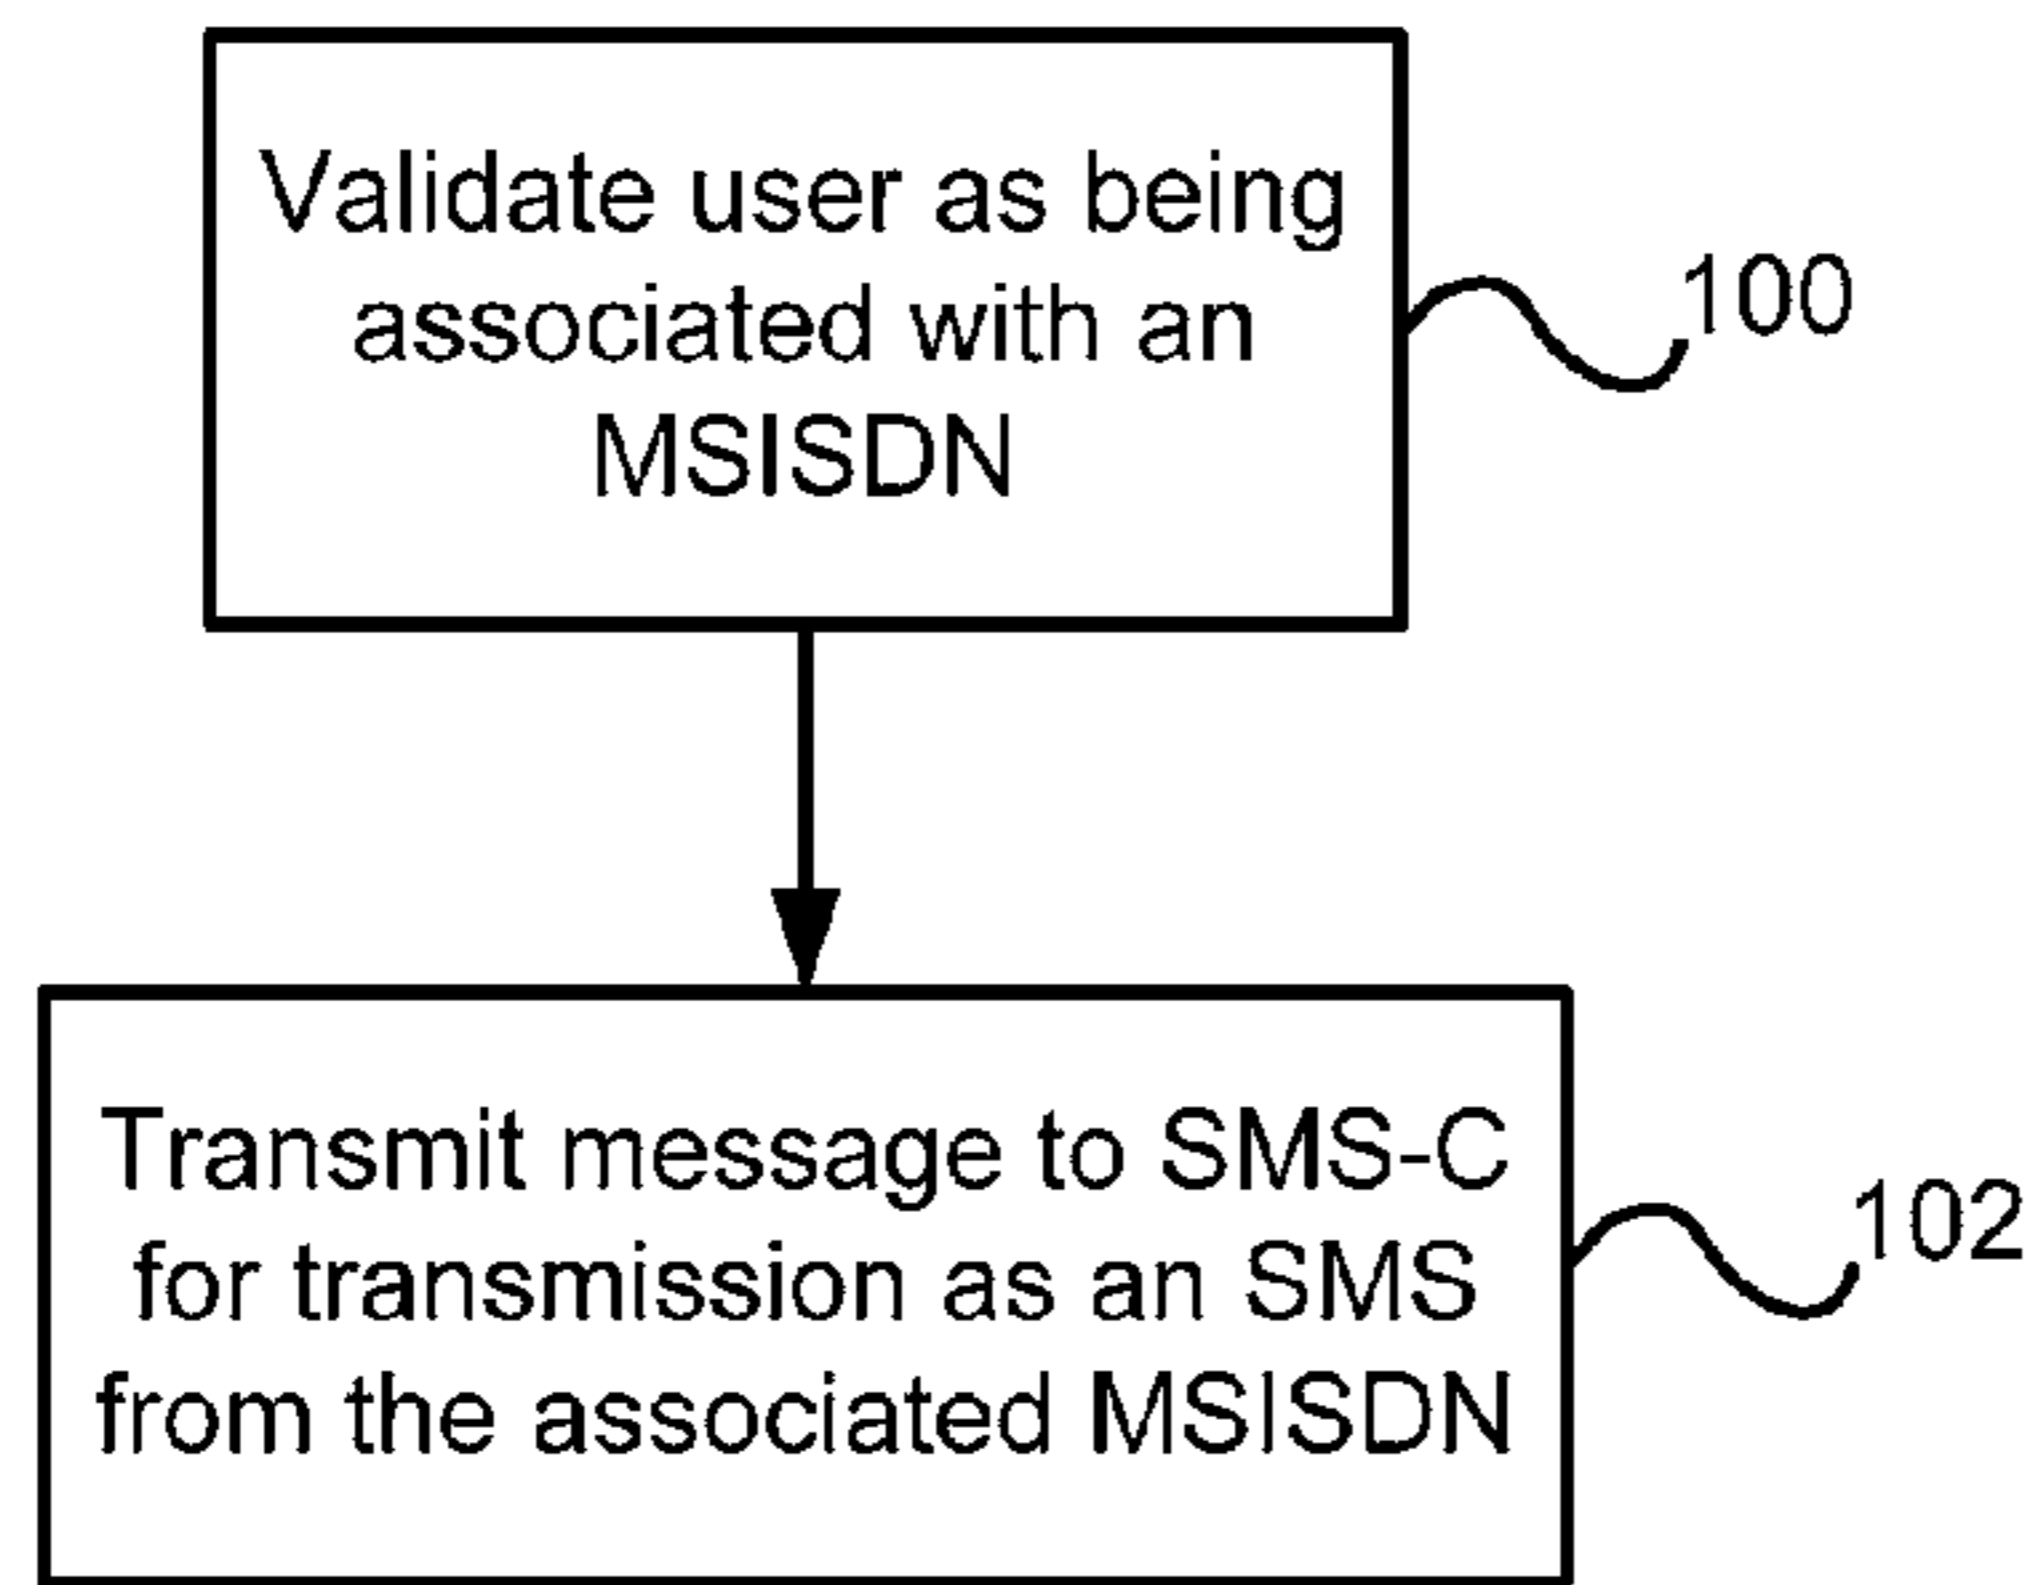 Validate user as being
associated with an
MSISDN
100
Transmit message to SMS-C
for transmission as an SMS
from the associated MSISDN
102